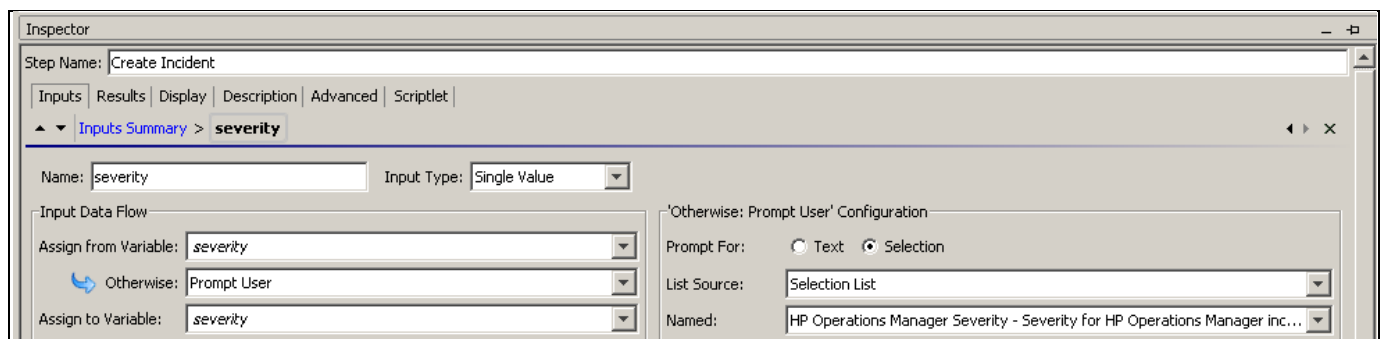 Inspector
Step Name: Create Incident
Inputs Results Display Description Advanced Scriptlet
Inputs Summary > severity
Name: severity Input Type: Single Value
Input Data Flow 'Otherwise: Prompt User' Configuration
Assign from Variable: severity Prompt For: Text Selection
Otherwise: Prompt User List Source: Selection List
Assign to Variable: severity Named: HP Operations Manager Severity - Severity for HP Operations Manager inc...